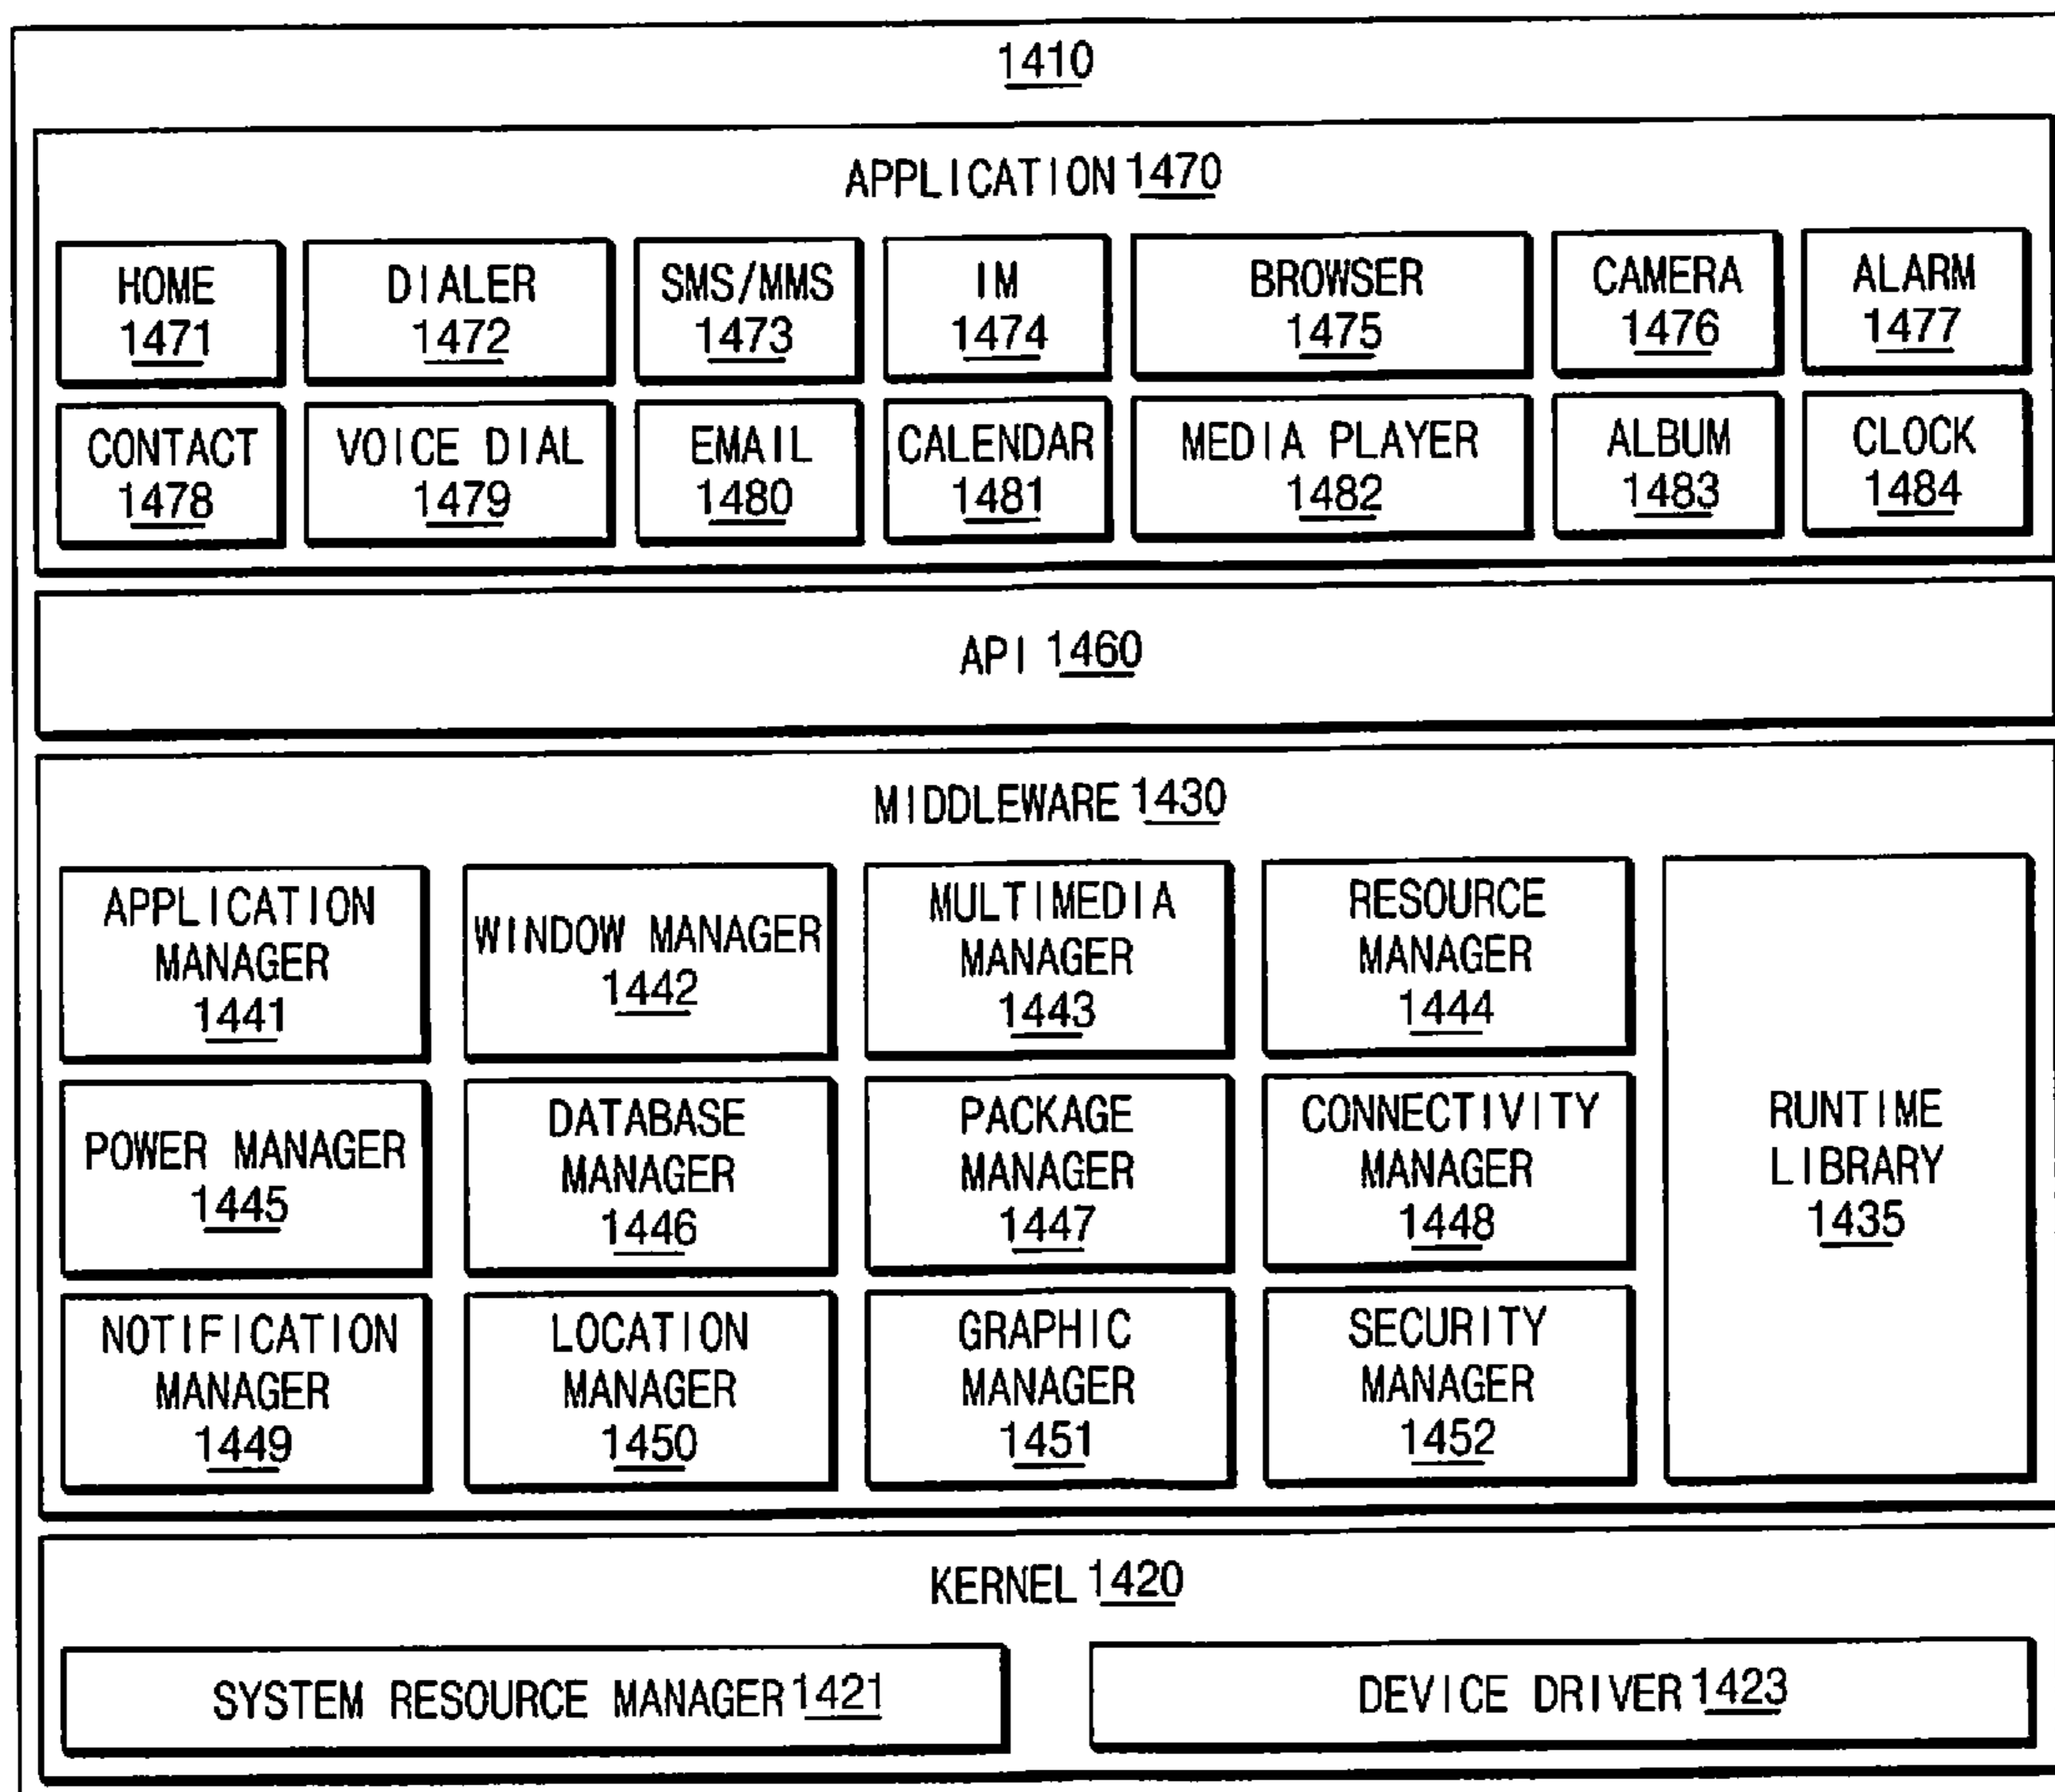 1410
APPLICATION 1470
HOME
1471
DIALER
1472
SMS/MMS
1473
IM
1474
BROWSER
1475
CAMERA
1476
ALARM
1477
CONTACT
1478
VOICE DIAL
1479
EMAIL
1480
CALENDAR
1481
MEDIA PLAYER
1482
ALBUM
1483
CLOCK
1484
API 1460
MIDDLEWARE 1430
APPLICATION
MANAGER
1441
WINDOW MANAGER
1442
MULTIMEDIA
MANAGER
1443
RESOURCE
MANAGER
1444
POWER MANAGER
1445
DATABASE
MANAGER
1446
PACKAGE
MANAGER
1447
CONNECTIVITY
MANAGER
1448
NOTIFICATION
MANAGER
1449
LOCATION
MANAGER
1450
GRAPHIC
MANAGER
1451
SECURITY
MANAGER
1452
RUNTIME
LIBRARY
1435
KERNEL 1420
SYSTEM RESOURCE MANAGER 1421
DEVICE DRIVER 1423